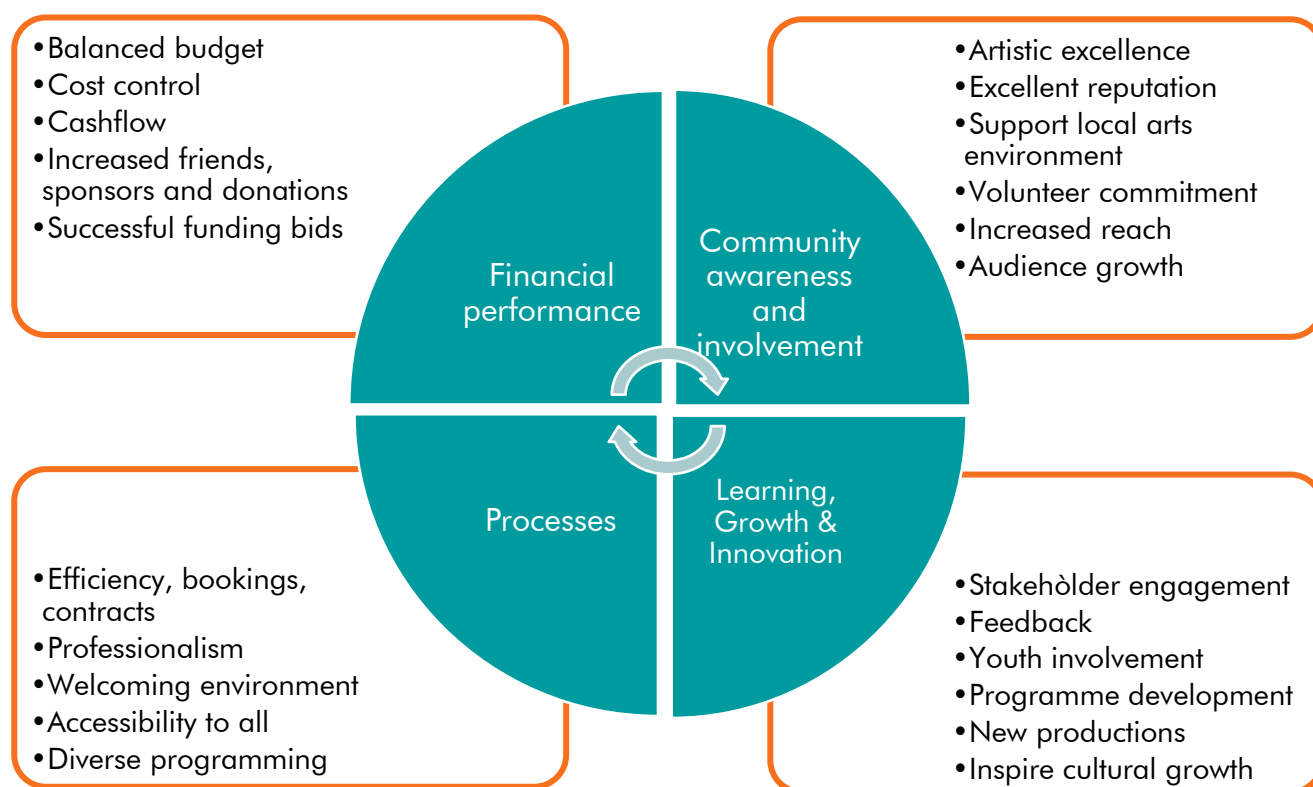 •Balanced budget
•Cost control
•Cashflow
•Increased friends,
sponsors and donations
•Successful funding bids
•Artistic excellence
•Excellent reputation
•Support local arts
environment
•Volunteer commitment
•Increased reach
•Audience growth
Financial
performance
Community
awareness
and
involvement
Processes
Learning,
Growth &
Innovation
•Efficiency, bookings,
contracts
•Professionalism
•Welcoming environment
•Accessibility to all
•Diverse programming
•Stakehòlder engagement
•Feedback
•Youth involvement
•Programme development
•New productions
•Inspire cultural growth